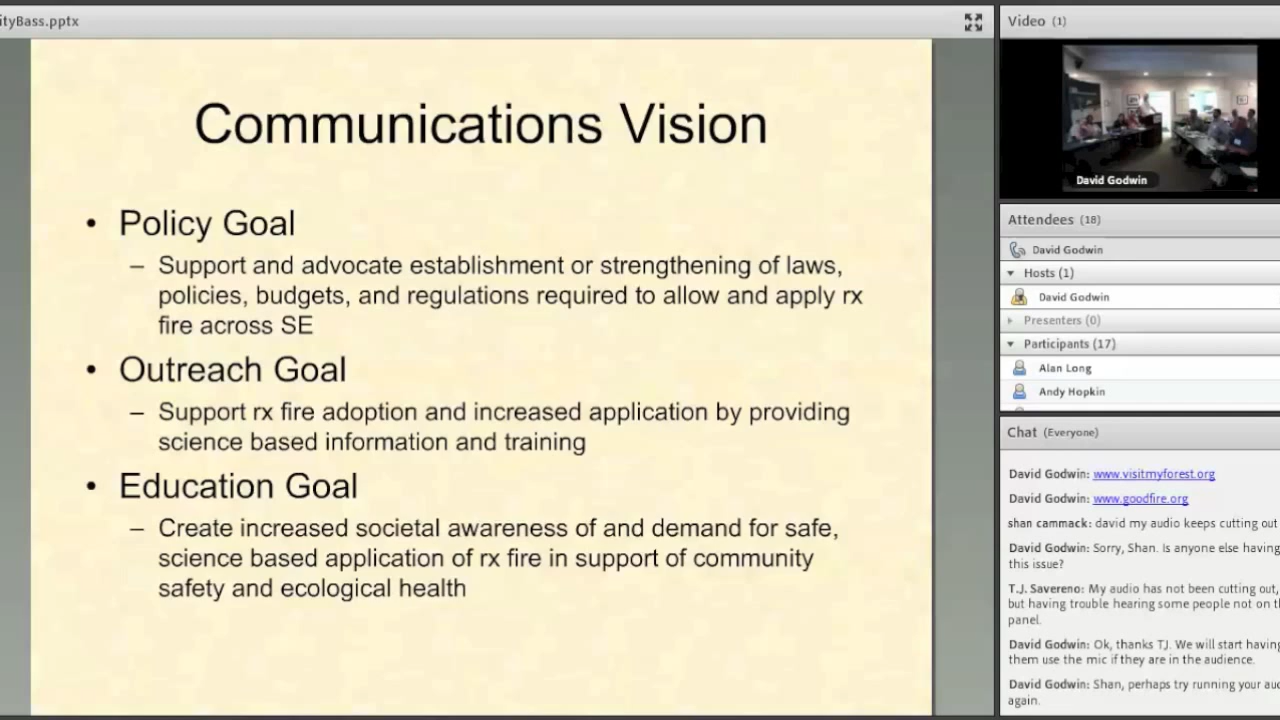 ityBass.pptx
Communications Vision
• Policy Goal
– Support and advocate establishment or strengthening of laws,
policies, budgets, and regulations required to allow and apply rx
fire across SE
• Outreach Goal
– Support rx fire adoption and increased application by providing
science based information and training
• Education Goal
– Create increased societal awareness of and demand for safe,
science based application of rx fire in support of community
safety and ecological health
Video (1)
David Godwin
Attendees (18)
David Godwin
Hosts (1)
David Godwin
Presenters (0)
Participants (17)
Alan Long
Andy Hopkin
Chat (Everyone)
David Godwin: www.visitmyforest.org
David Godwin: www.goodfire.org
shan cammack: david my audio keeps cutting out
David Godwin: Sorry, Shan. Is anyone else having
this issue?
T.J. Savereno: My audio has not been cutting out,
but having trouble hearing some people not on th
panel.
David Godwin: Ok, thanks TJ. We will start having
them use the mic if they are in the audience.
David Godwin: Shan, perhaps try running your aud
again.